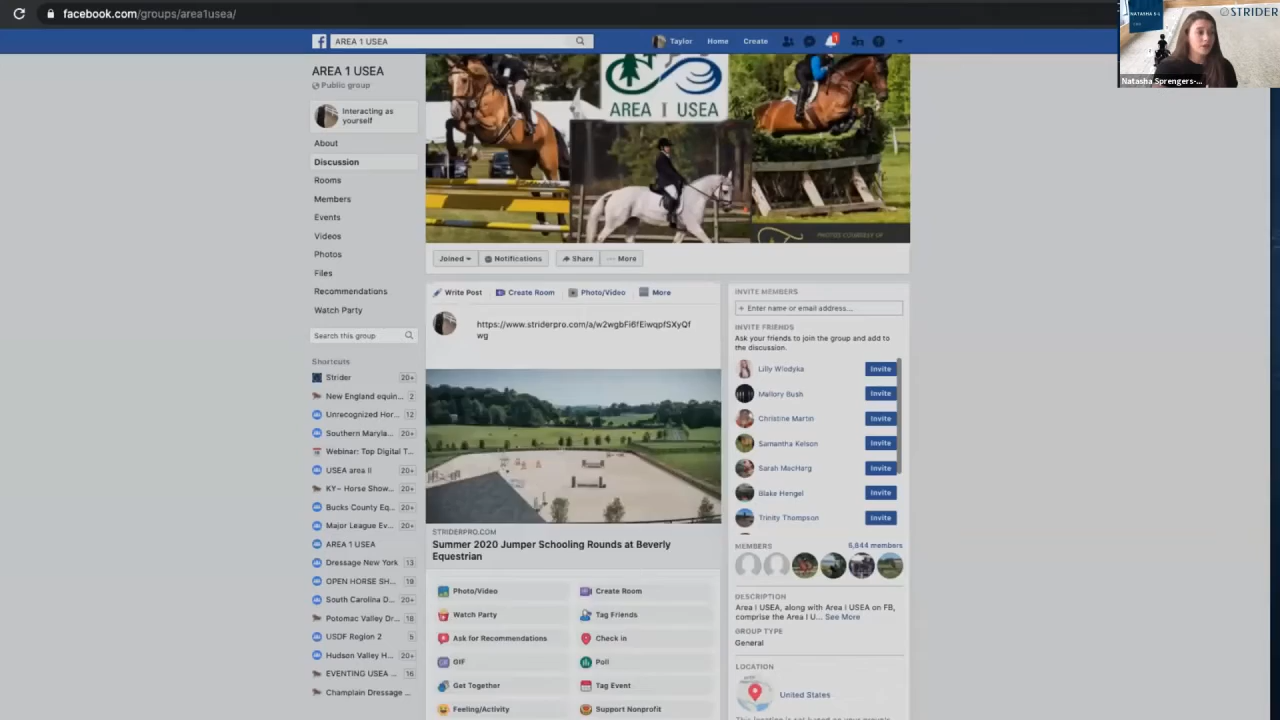 facebook.com/groups/area1usea/
STRIDER
Natasha Sprengers-...
AREA 1 USEA
Taylor
Home
Create
1
AREA 1 USEA
Public group
Interacting as
yourself
About
Discussion
Rooms
Members
Events
Videos
Photos
Files
Recommendations
Watch Party
Search this group
Shortcuts
Strider 20+
New England equin... 2
Unrecognized Hor... 12
Southern Maryla... 20+
Webinar: Top Digital T...
USEA area II 20+
KY- Horse Show... 20+
Bucks County Eq... 20+
Major League Ev... 20+
AREA 1 USEA
Dressage New York 13
OPEN HORSE SH... 19
South Carolina D... 20+
Potomac Valley Dr... 16
USDF Region 2 5
Hudson Valley H... 20+
EVENTING USEA ... 16
Champlain Dressage ...
AREA I USEA
PHOTOS COURTESY OF
Joined
Notifications
Share
More
Write Post
Create Room
Photo/Video
More
https://www.striderpro.com/a/w2wgbFi6fEiwqpfSXyQf
wg
STRIDERPRO.COM
Summer 2020 Jumper Schooling Rounds at Beverly
Equestrian
Photo/Video
Create Room
Watch Party
Tag Friends
Ask for Recommendations
Check in
GIF
Poll
Get Together
Tag Event
Feeling/Activity
Support Nonprofit
INVITE MEMBERS
+ Enter name or email address...
INVITE FRIENDS
Ask your friends to join the group and add to
the discussion.
Lilly Wlodyka Invite
Mallory Bush Invite
Christine Martin Invite
Samantha Kelson Invite
Sarah MacHarg Invite
Blake Hengel Invite
Trinity Thompson Invite
MEMBERS
6,844 members
DESCRIPTION
Area I USEA, along with Area I USEA on FB,
comprise the Area I U... See More
GROUP TYPE
General
LOCATION
United States